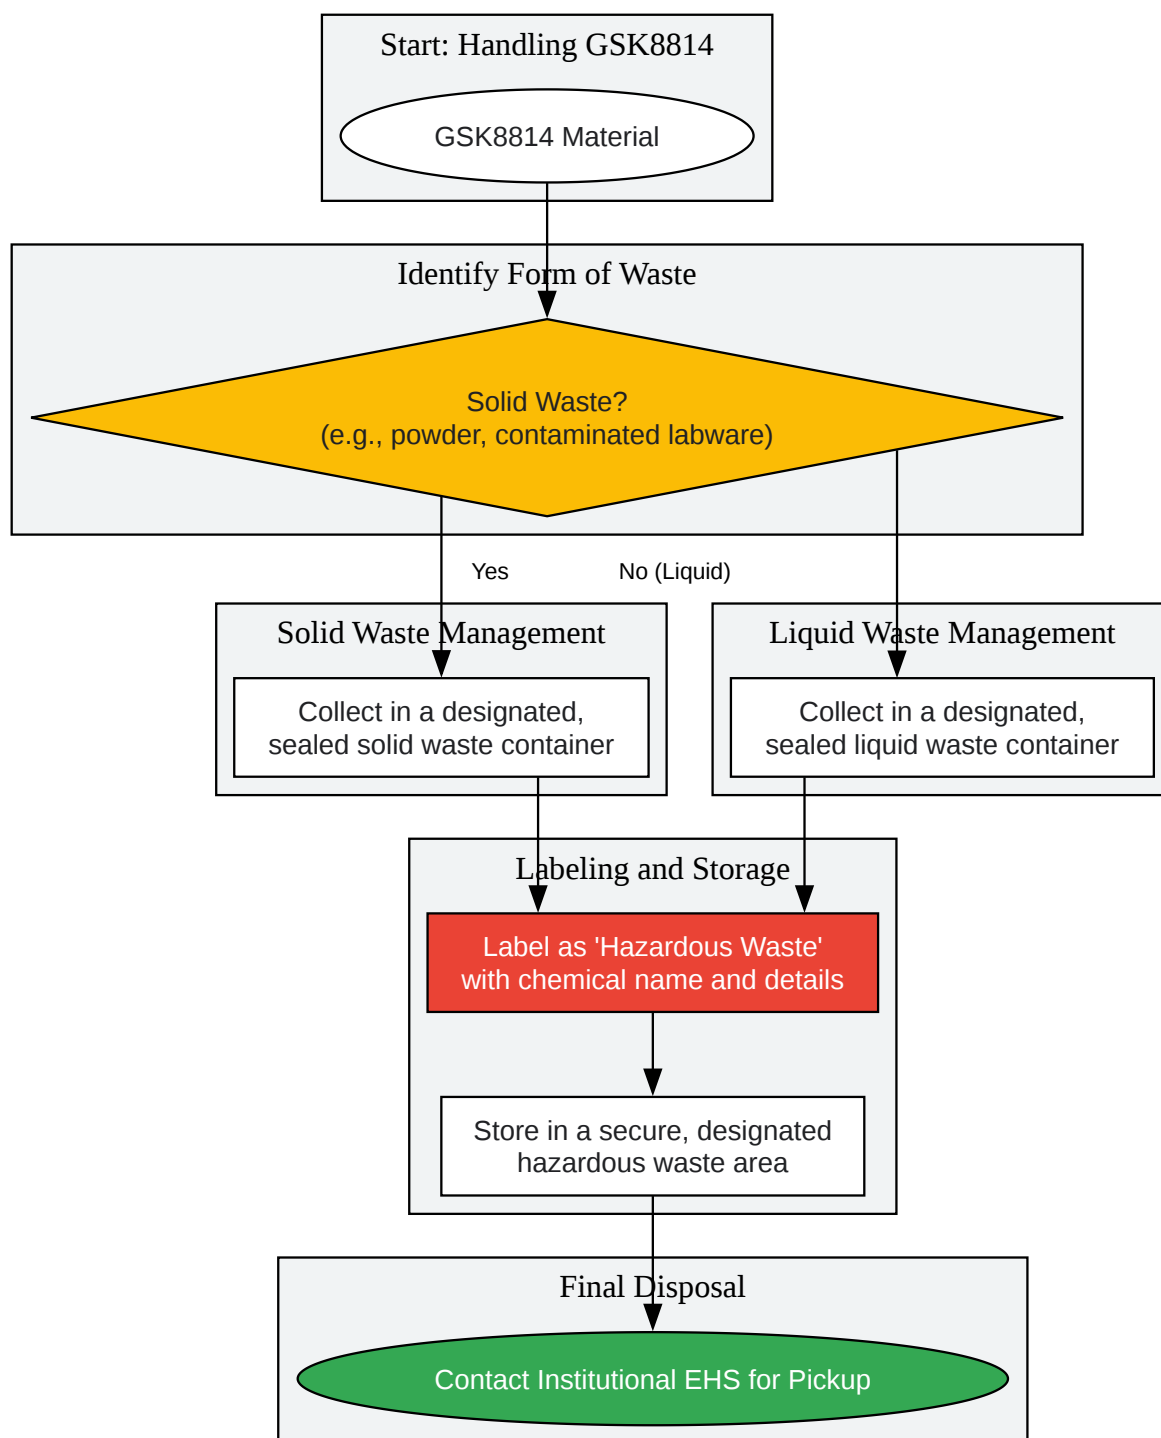 Start: Handling GSK8814
GSK8814 Material
Identify Form of Waste
Solid Waste?
(e.g., powder, contaminated labware)
Yes
No (Liquid)
Solid Waste Management
Collect in a designated,
sealed solid waste container
Liquid Waste Management
Collect in a designated,
sealed liquid waste container
Labeling and Storage
Label as 'Hazardous Waste'
with chemical name and details
Store in a secure, designated
hazardous waste area
Final Disposal
Contact Institutional EHS for Pickup